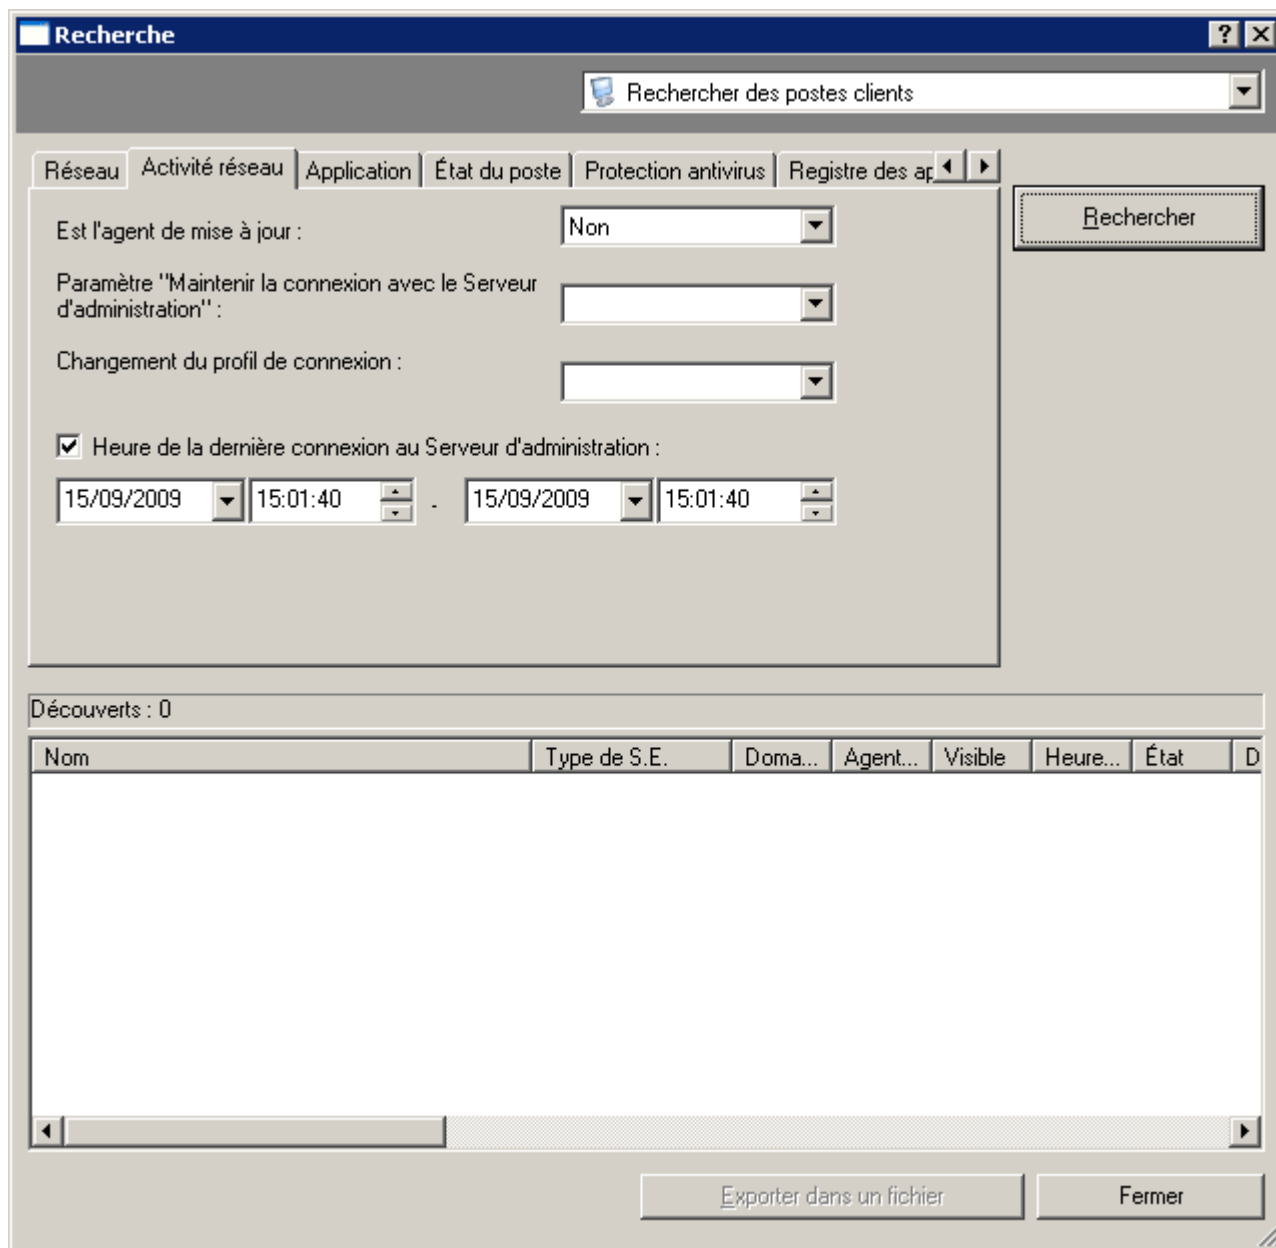 Recherche
Rechercher des postes clients
Réseau Activité réseau Application État du poste Protection antivirus Registre des ap
Rechercher
Est l'agent de mise à jour : Non
Paramètre "Maintenir la connexion avec le Serveur
d'administration" :
Changement du profil de connexion :
Heure de la dernière connexion au Serveur d'administration :
15/09/2009 15:01:40 - 15/09/2009 15:01:40
Découverts : 0
Nom Type de S.E. Doma... Agent... Visible Heure... État D
Exporter dans un fichier Fermer